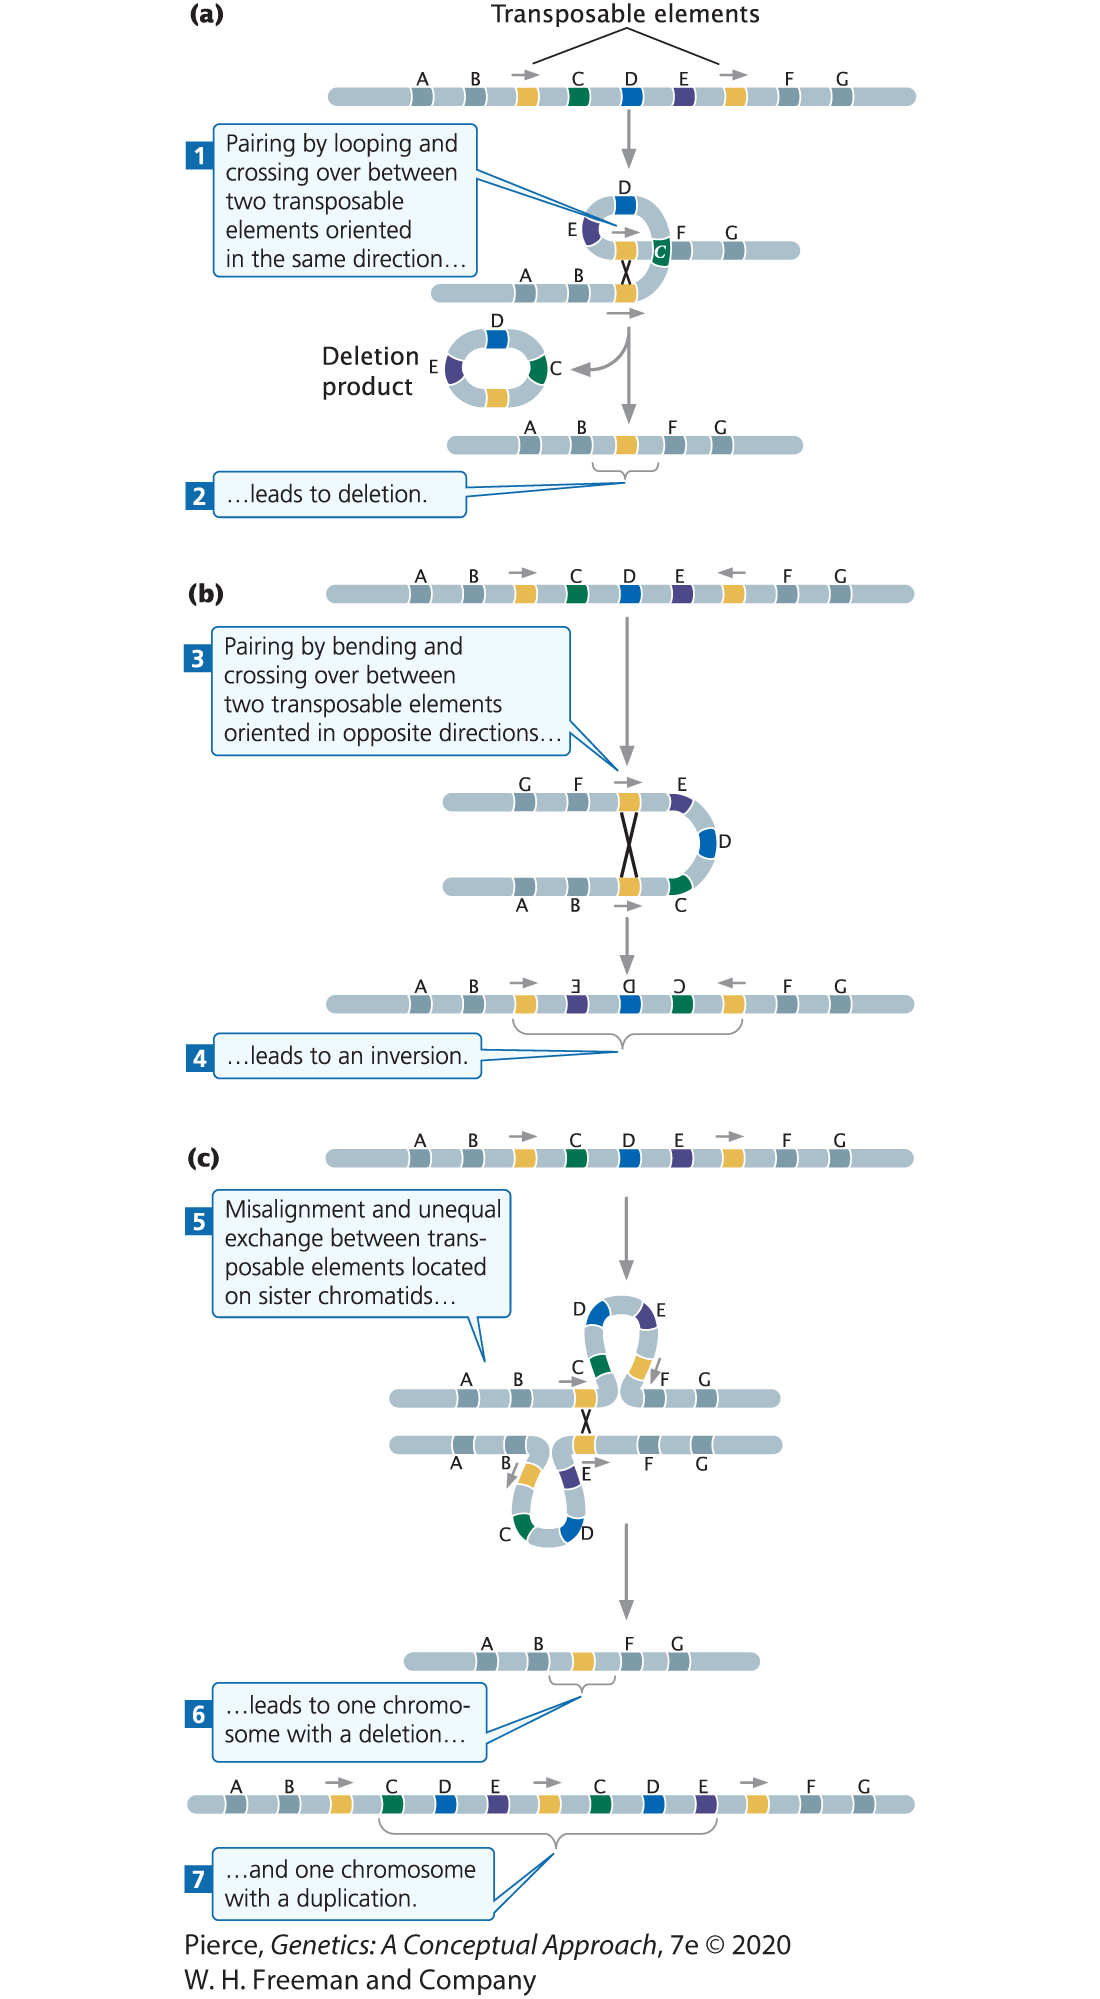 (a)
Transposable elements
A B C D E F G
1
Pairing by looping and
crossing over between
two transposable
elements oriented
in the same direction…
D
E
C
F G
A B
Deletion
product
D
E
C
A B F G
2
…leads to deletion.
(b)
A B C D E F G
3
Pairing by bending and
crossing over between
two transposable elements
oriented in opposite directions…
G F E
D
A B C
A B E D C F G
4
…leads to an inversion.
(c)
A B C D E F G
5
Misalignment and unequal
exchange between trans-
posable elements located
on sister chromatids…
D E
C
A B F G
A B E F G
C D
A B F G
6
…leads to one chromo-
some with a deletion…
A B C D E C D E F G
7
…and one chromosome
with a duplication.
Pierce, Genetics: A Conceptual Approach, 7e © 2020
W. H. Freeman and Company